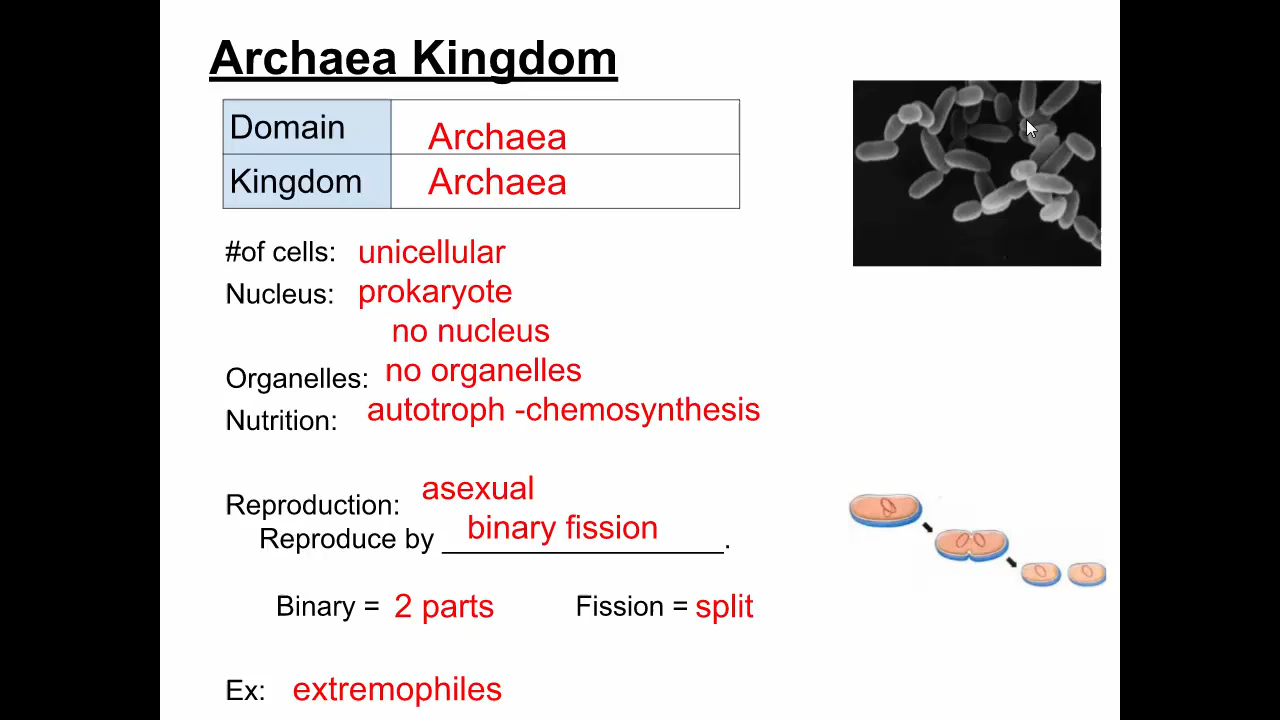 Archaea Kingdom
Domain Archaea
Kingdom Archaea
#of cells: unicellular
Nucleus: prokaryote
no nucleus
Organelles: no organelles
Nutrition: autotroph -chemosynthesis
Reproduction: asexual
Reproduce by binary fission.
Binary = 2 parts Fission = split
Ex: extremophiles